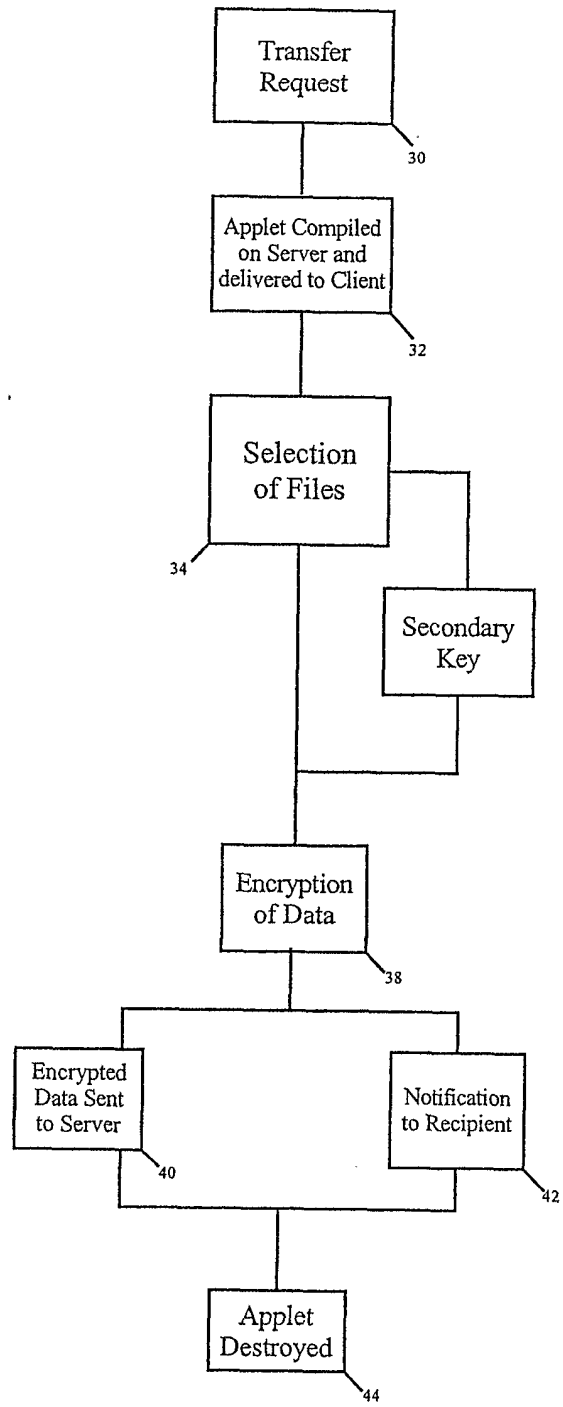 Transfer
Request
30
Applet Compiled
on Server and
delivered to Client
32
Selection
of Files
34
Secondary
Key
Encryption
of Data
38
Encrypted
Data Sent
to Server
40
Notification
to Recipient
42
Applet
Destroyed
44